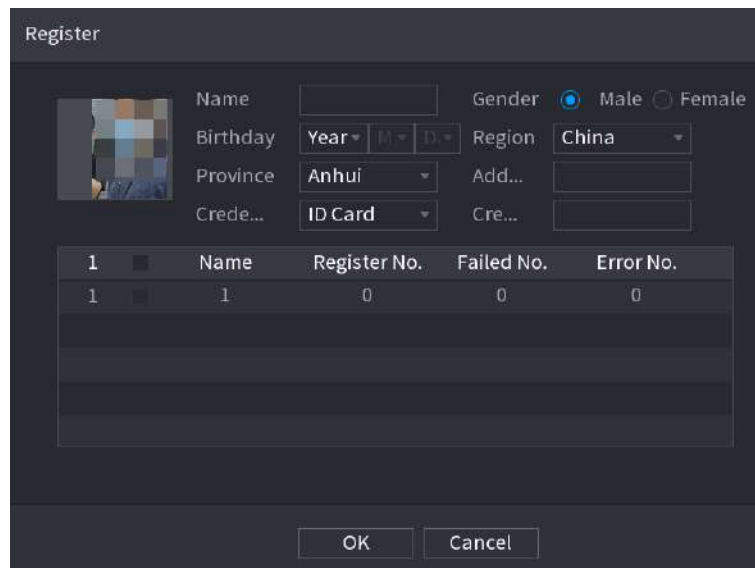 Register
Name Gender Male Female
Birthday Year M D. Region China
Province Anhui Add...
Crede... ID Card Cre...
1 Name Register No. Failed No. Error No.
1 1 0 0 0
OK Cancel